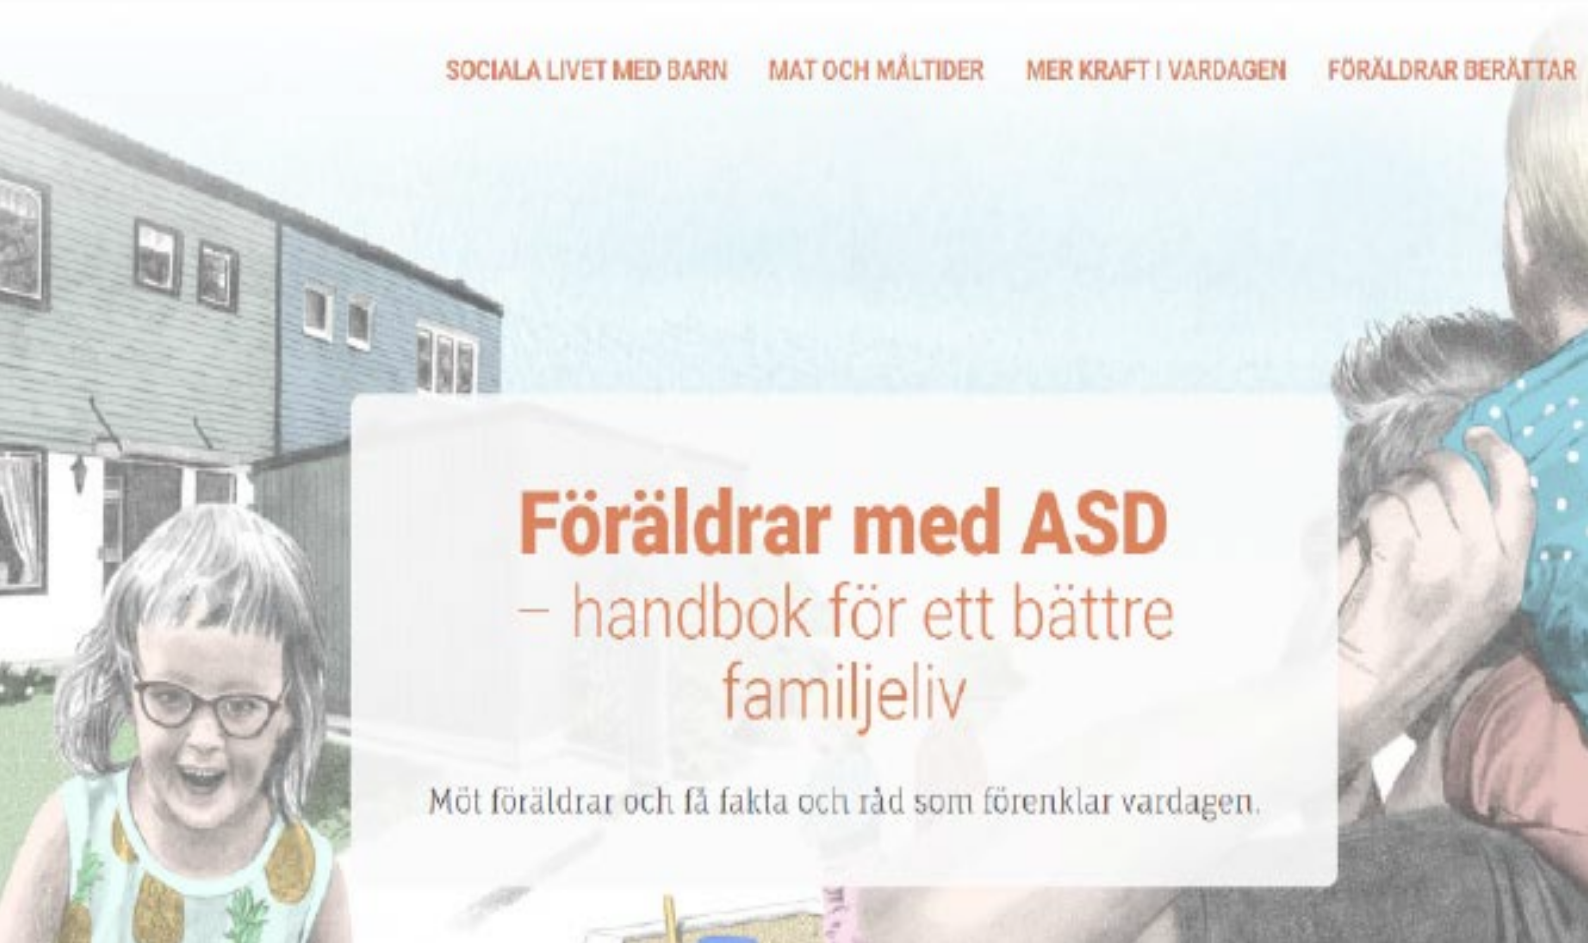 SOCIALA LIVET MED BARN MAT OCH MÅLTIDER MER KRAFT I VARDAGEN FÖRÄLDRAR BERÄTTAR
Föräldrar med ASD
– handbok för ett bättre
familjeliv
Möt föräldrar och få fakta och råd som förenklar vardagen.